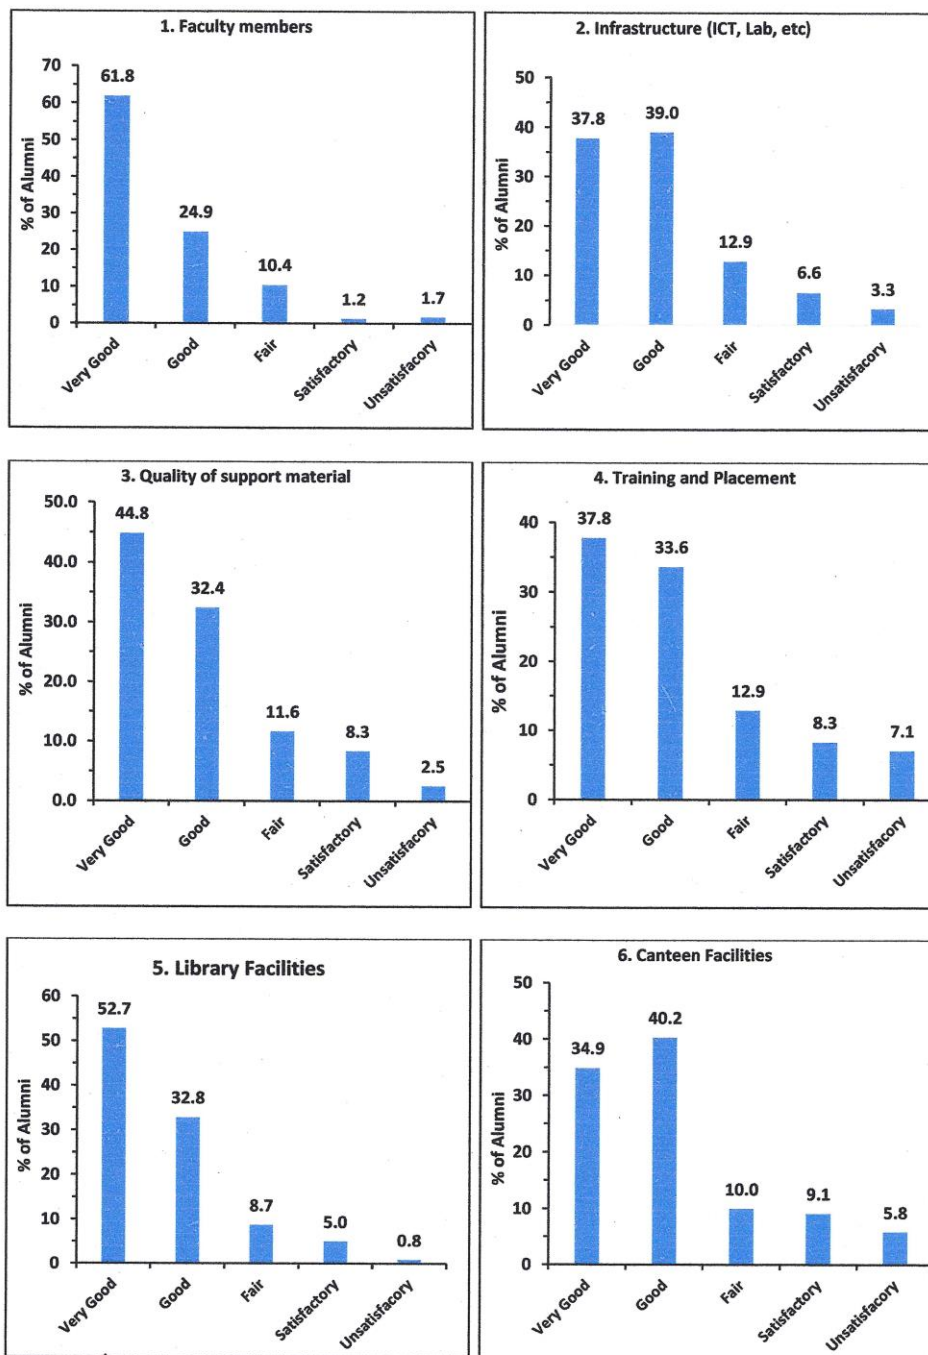 1. Faculty members
% of Alumni
70
60
50
40
30
20
10
0
61.8
24.9
10.4
1.2
1.7
Very Good
Good
Fair
Satisfactory
Unsatisfacory
2. Infrastructure (ICT, Lab, etc)
% of Alumni
50
40
30
20
10
0
37.8
39.0
12.9
6.6
3.3
Very Good
Good
Fair
Satisfactory
Unsatisfacory
3. Quality of support material
% of Alumni
50.0
40.0
30.0
20.0
10.0
0.0
44.8
32.4
11.6
8.3
2.5
Very Good
Good
Fair
Satisfactory
Unsatisfacory
4. Training and Placement
% of Alumni
40
30
20
10
0
37.8
33.6
12.9
8.3
7.1
Very Good
Good
Fair
Satisfactory
Unsatisfacory
5. Library Facilities
% of Alumni
60
50
40
30
20
10
0
52.7
32.8
8.7
5.0
0.8
Very Good
Good
Fair
Satisfactory
Unsatisfacory
6. Canteen Facilities
% of Alumni
50
40
30
20
10
0
34.9
40.2
10.0
9.1
5.8
Very Good
Good
Fair
Satisfactory
Unsatisfacory